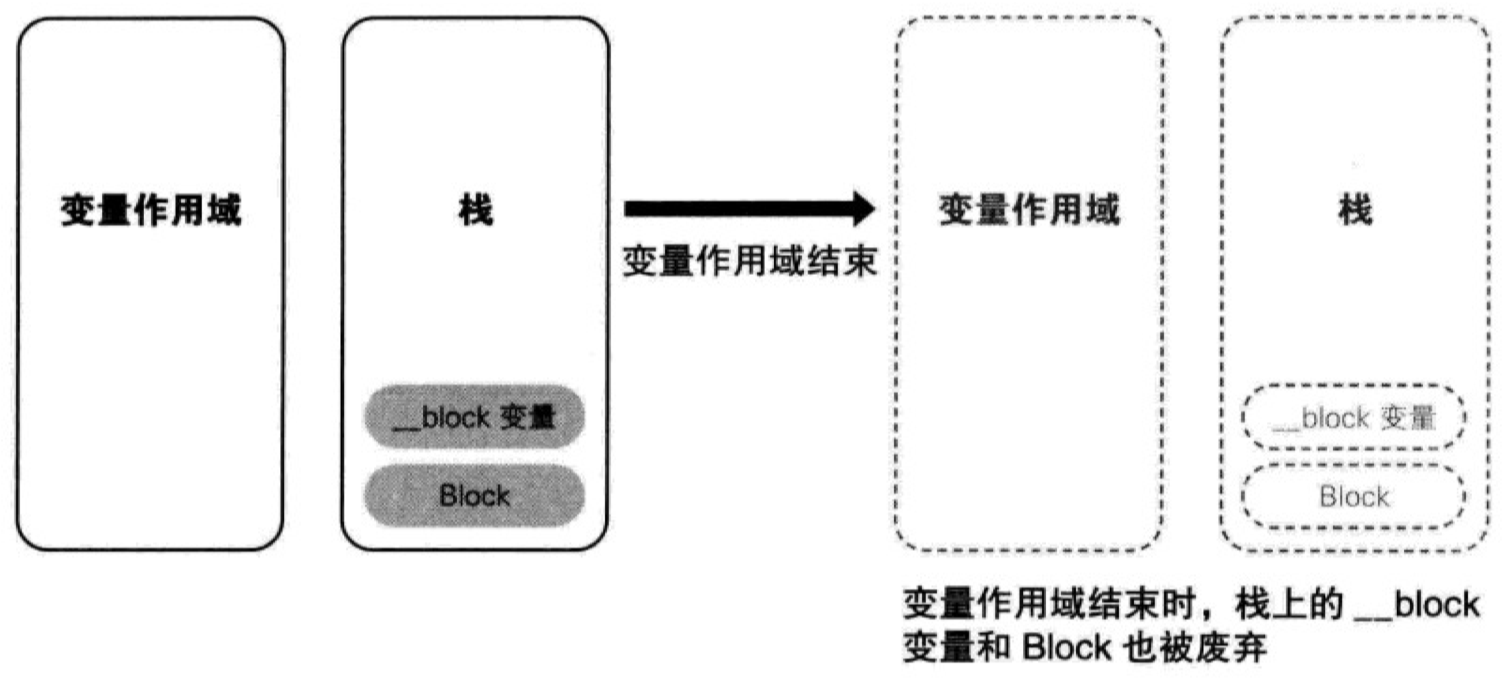 变量作用域
栈
变量作用域结束
变量作用域
栈
__block 变量
Block
__block 变量
Block
变量作用域结束时，栈上的 __block
变量和 Block 也被废弃